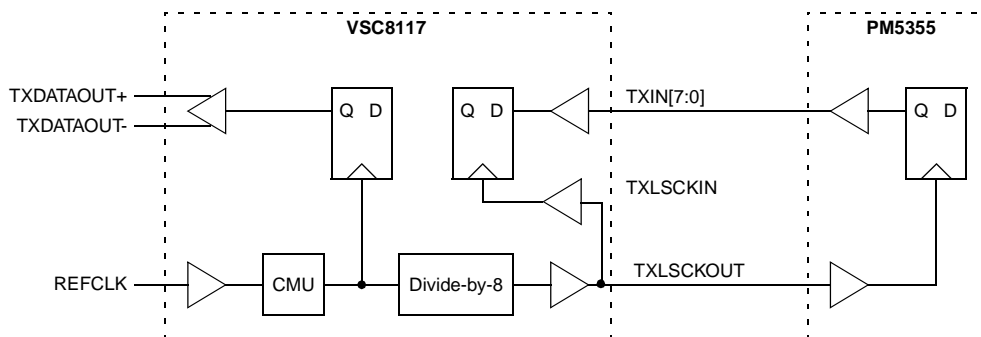 VSC8117
PM5355
TXDATAOUT+
TXDATAOUT-
Q D
Q D
TXIN[7:0]
Q D
TXLSCKIN
REFCLK
CMU
Divide-by-8
TXLSCKOUT